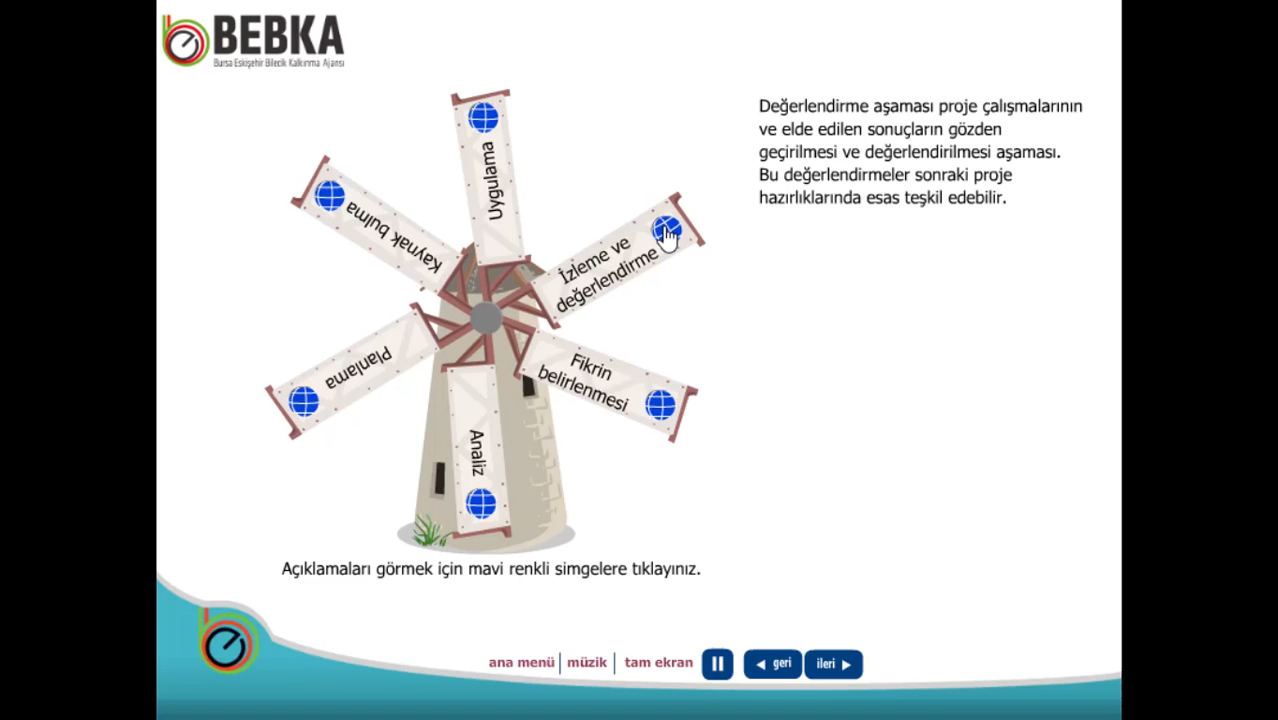 BEBKA
Bursa Eskişehir Bilecik Kalkınma Ajansı
Değerlendirme aşaması proje çalışmalarının
ve elde edilen sonuçların gözden
geçirilmesi ve değerlendirilmesi aşaması.
Bu değerlendirmeler sonraki proje
hazırlıklarında esas teşkil edebilir.
Uygulama
Kaynak bulma
İzleme ve
değerlendirme
Planlama
Fikrin
belirlenmesi
Analiz
Açıklamaları görmek için mavi renkli simgelere tıklayınız.
ana menü
müzik
tam ekran
geri
ileri